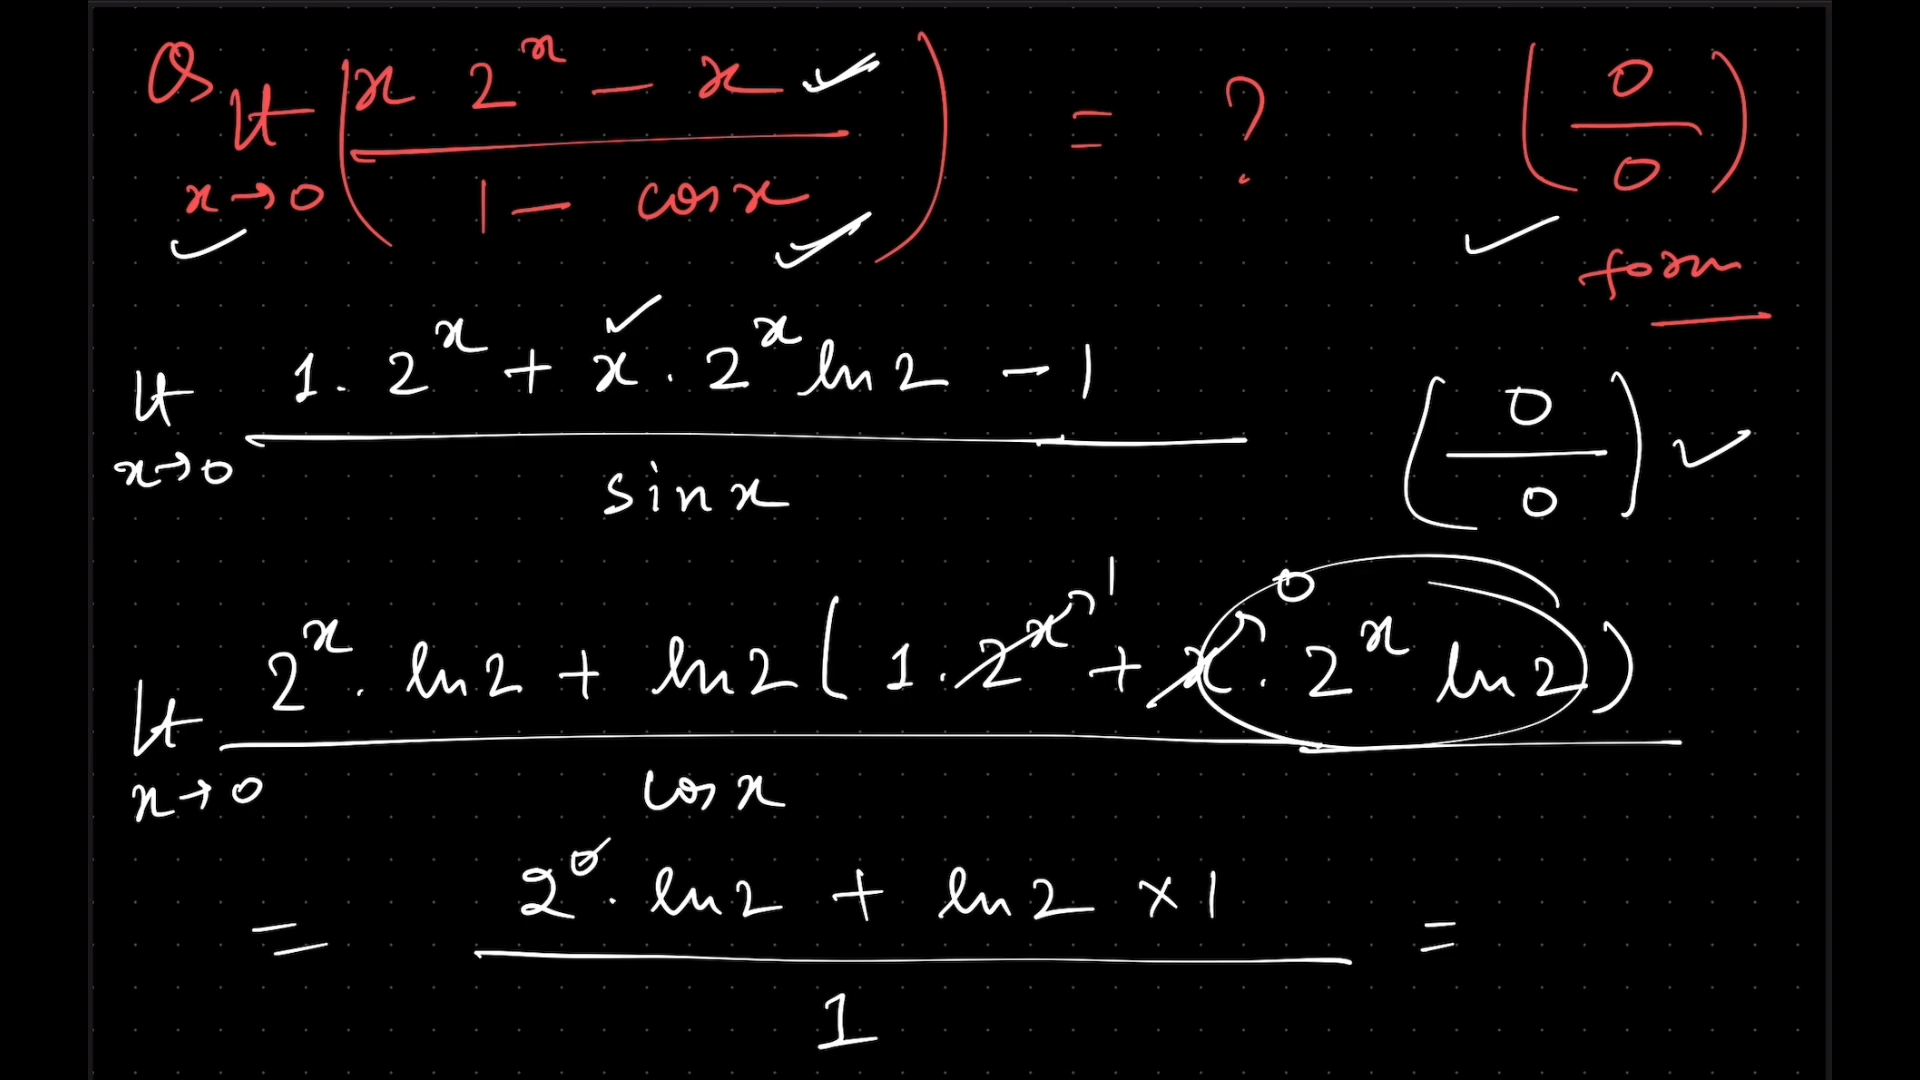 Q. lt x→0 ( (x 2^x − x) / (1 − cos x) ) = ? (0/0)
form
lt x→0 (1. 2^x + x. 2^x ln 2 − 1) / (sin x) (0/0)
lt x→0 (2^x. ln 2 + ln 2 (1. 2^x 1 + x 0. 2^x ln 2)) / (cos x)
= (2^0. ln 2 + ln 2 × 1) / 1 =